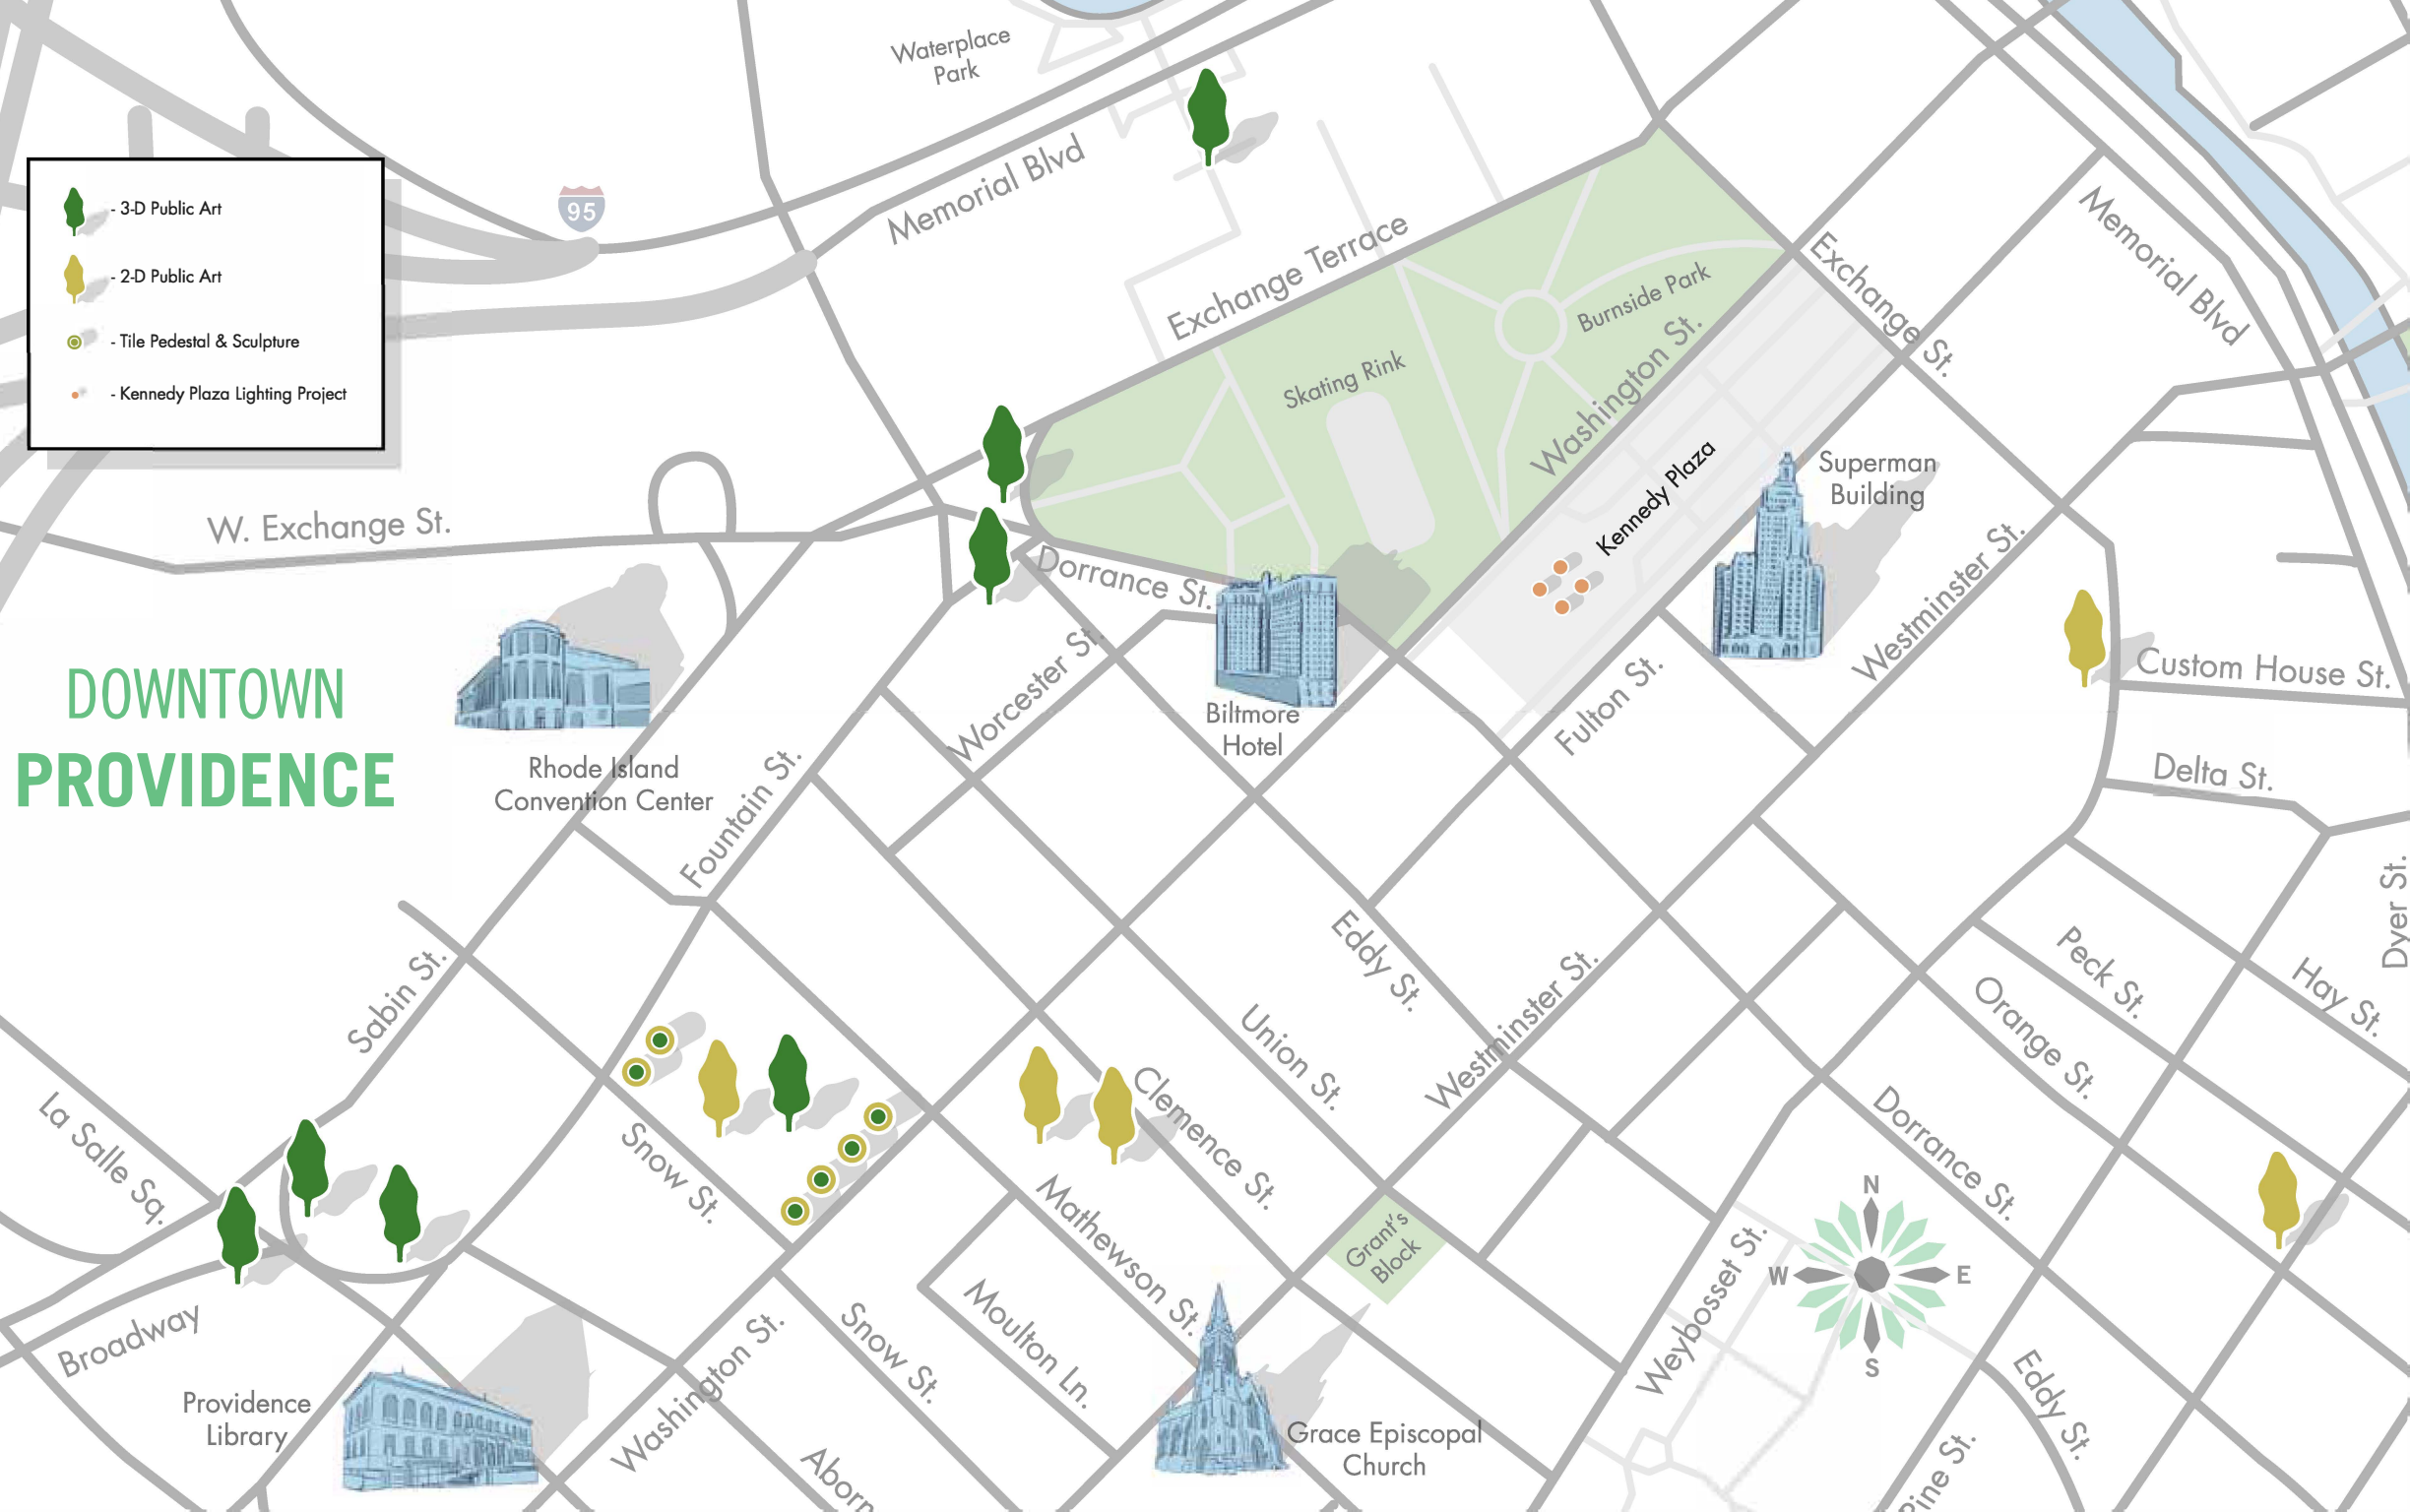 Waterplace
Park
Memorial Blvd
95
- 3-D Public Art
- 2-D Public Art
- Tile Pedestal & Sculpture
- Kennedy Plaza Lighting Project
Exchange Terrace
Burnside Park
Skating Rink
Washington St.
Exchange St.
Memorial Blvd
Kennedy Plaza
Superman
Building
W. Exchange St.
Dorrance St.
Worcester St.
Westminster St.
Custom House St.
DOWNTOWN
PROVIDENCE
Biltmore
Hotel
Fulton St.
Rhode Island
Convention Center
Fountain St.
Delta St.
Dyer St.
Sabin St.
Eddy St.
Peck St.
Hay St.
Union St.
Westminster St.
Orange St.
La Salle Sq.
Snow St.
Clemence St.
Dorrance St.
Mathewson St.
Grant's
Block
N
W
E
S
Weybosset St.
Broadway
Moulton Ln.
Snow St.
Washington St.
Providence
Library
Grace Episcopal
Church
Eddy St.
Aborn
Pine St.